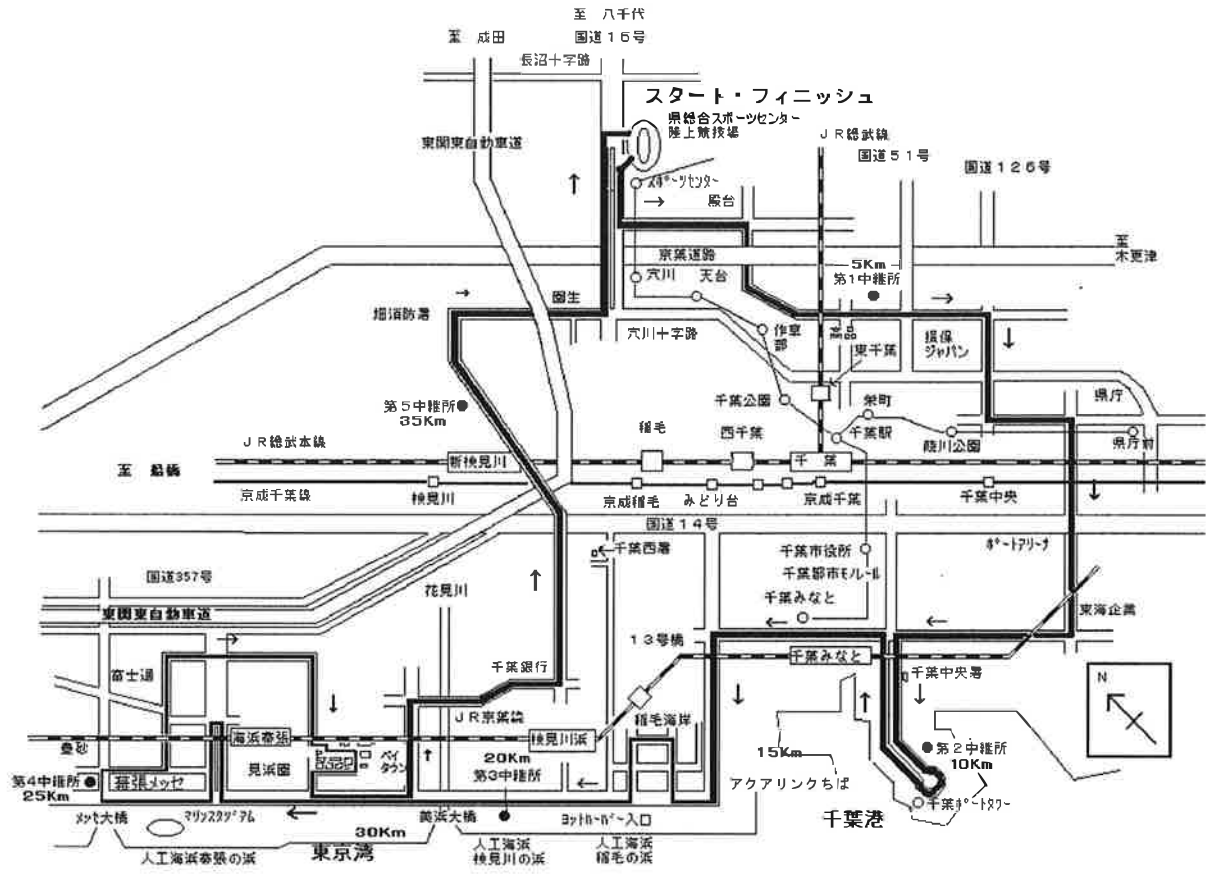 至 八千代
至 成田
国道16号
長沼十字路
スタート・フィニッシュ
県総合スポーツセンター
陸上競技場
JR総武線
国道51号
国道126号
東関東自動車道
スポーツセンター
殿台
至
木更津
京葉道路
5Km
第1中継所
穴川
天台
園生
畑消防署
穴川十字路
作草
部
損保
ジャパン
東千葉
県庁
第5中継所
35Km
千葉公園
栄町
稲毛
西千葉
千葉駅
葭川公園
県庁前
JR総武本線
新検見川
千葉
至 船橋
京成千葉線
検見川
京成稲毛
みどり台
京成千葉
千葉中央
国道14号
千葉西署
千葉市役所
ポートアリーナ
千葉都市モノレール
国道357号
花見川
千葉みなと
東関東自動車道
東海企業
13号橋
千葉銀行
千葉みなと
富士通
千葉中央署
N
JR京葉線
稲毛海岸
海浜幕張
検見川浜
豊砂
ベイ
タウン
20Km
15Km
第2中継所
10Km
見浜園
第3中継所
第4中継所
25Km
幕張メッセ
アクアリンクちば
千葉ポートタワー
メッセ大橋
マリンスタジアム
美浜大橋
ヨットハーバー入口
千葉港
30Km
人工海浜幕張の浜
東京湾
人工海浜
検見川の浜
人工海浜
稲毛の浜